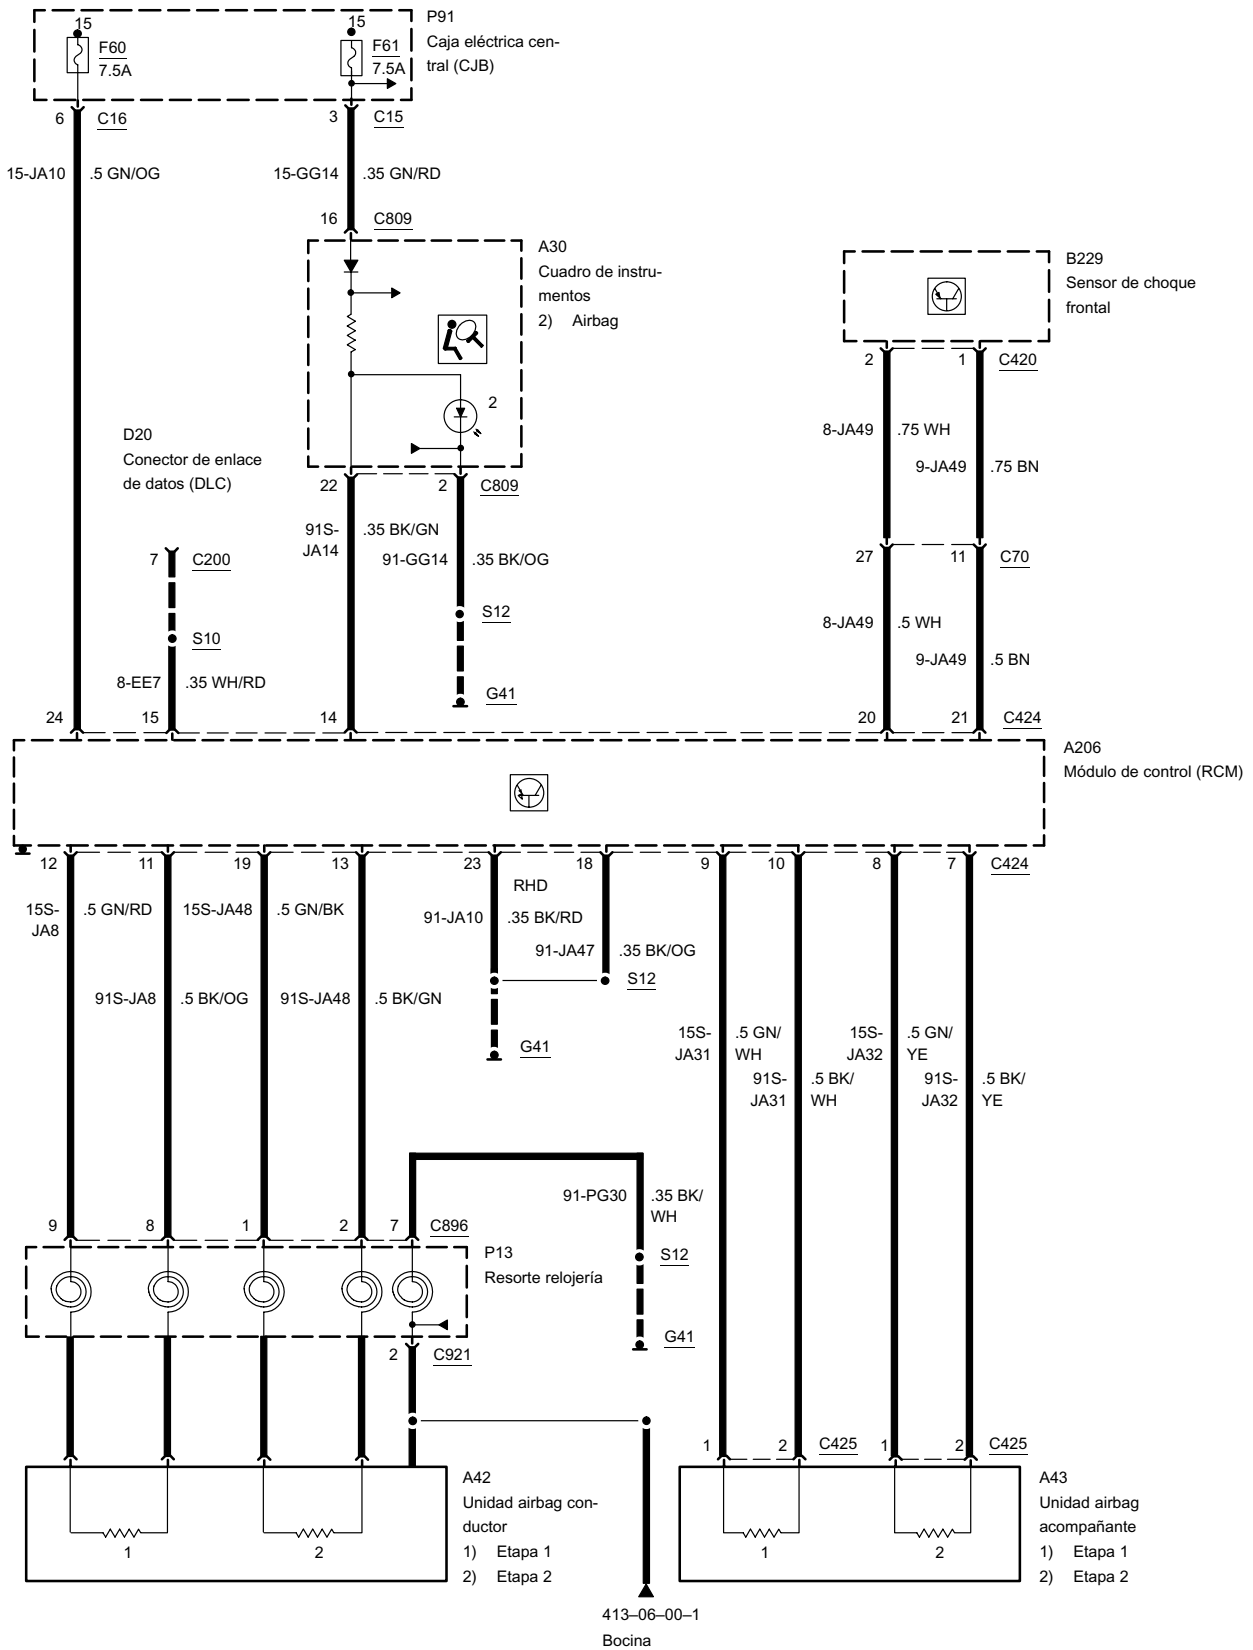 15
15
P91
F60
F61
Caja eléctrica cen-
7.5A
7.5A
tral (CJB)
6
C16
3
C15
15-JA10
.5 GN/OG
15-GG14
.35 GN/RD
16
C809
A30
Cuadro de instru-
mentos
2) Airbag
B229
Sensor de choque
frontal
2
2
1
C420
D20
Conector de enlace
de datos (DLC)
8-JA49
.75 WH
9-JA49
.75 BN
22
2
C809
91S-
JA14
.35 BK/GN
91-GG14
.35 BK/OG
7
C200
27
11
C70
S12
S10
8-JA49
.5 WH
9-JA49
.5 BN
8-EE7
.35 WH/RD
G41
24
15
14
20
21
C424
A206
Módulo de control (RCM)
12
11
19
13
23
18
9
10
8
7
C424
RHD
15S-
JA8
.5 GN/RD
15S-JA48
.5 GN/BK
91-JA10
.35 BK/RD
91-JA47
.35 BK/OG
S12
91S-JA8
.5 BK/OG
91S-JA48
.5 BK/GN
G41
15S-
JA31
.5 GN/
WH
15S-
JA32
.5 GN/
YE
91S-
JA31
.5 BK/
WH
91S-
JA32
.5 BK/
YE
91-PG30
.35 BK/
WH
9
8
1
2
7
C896
P13
Resorte relojería
S12
G41
2
C921
1
2
C425
1
2
C425
A42
Unidad airbag con-
ductor
1) Etapa 1
2) Etapa 2
A43
Unidad airbag
acompañante
1) Etapa 1
2) Etapa 2
1
2
1
2
413–06–00–1
Bocina